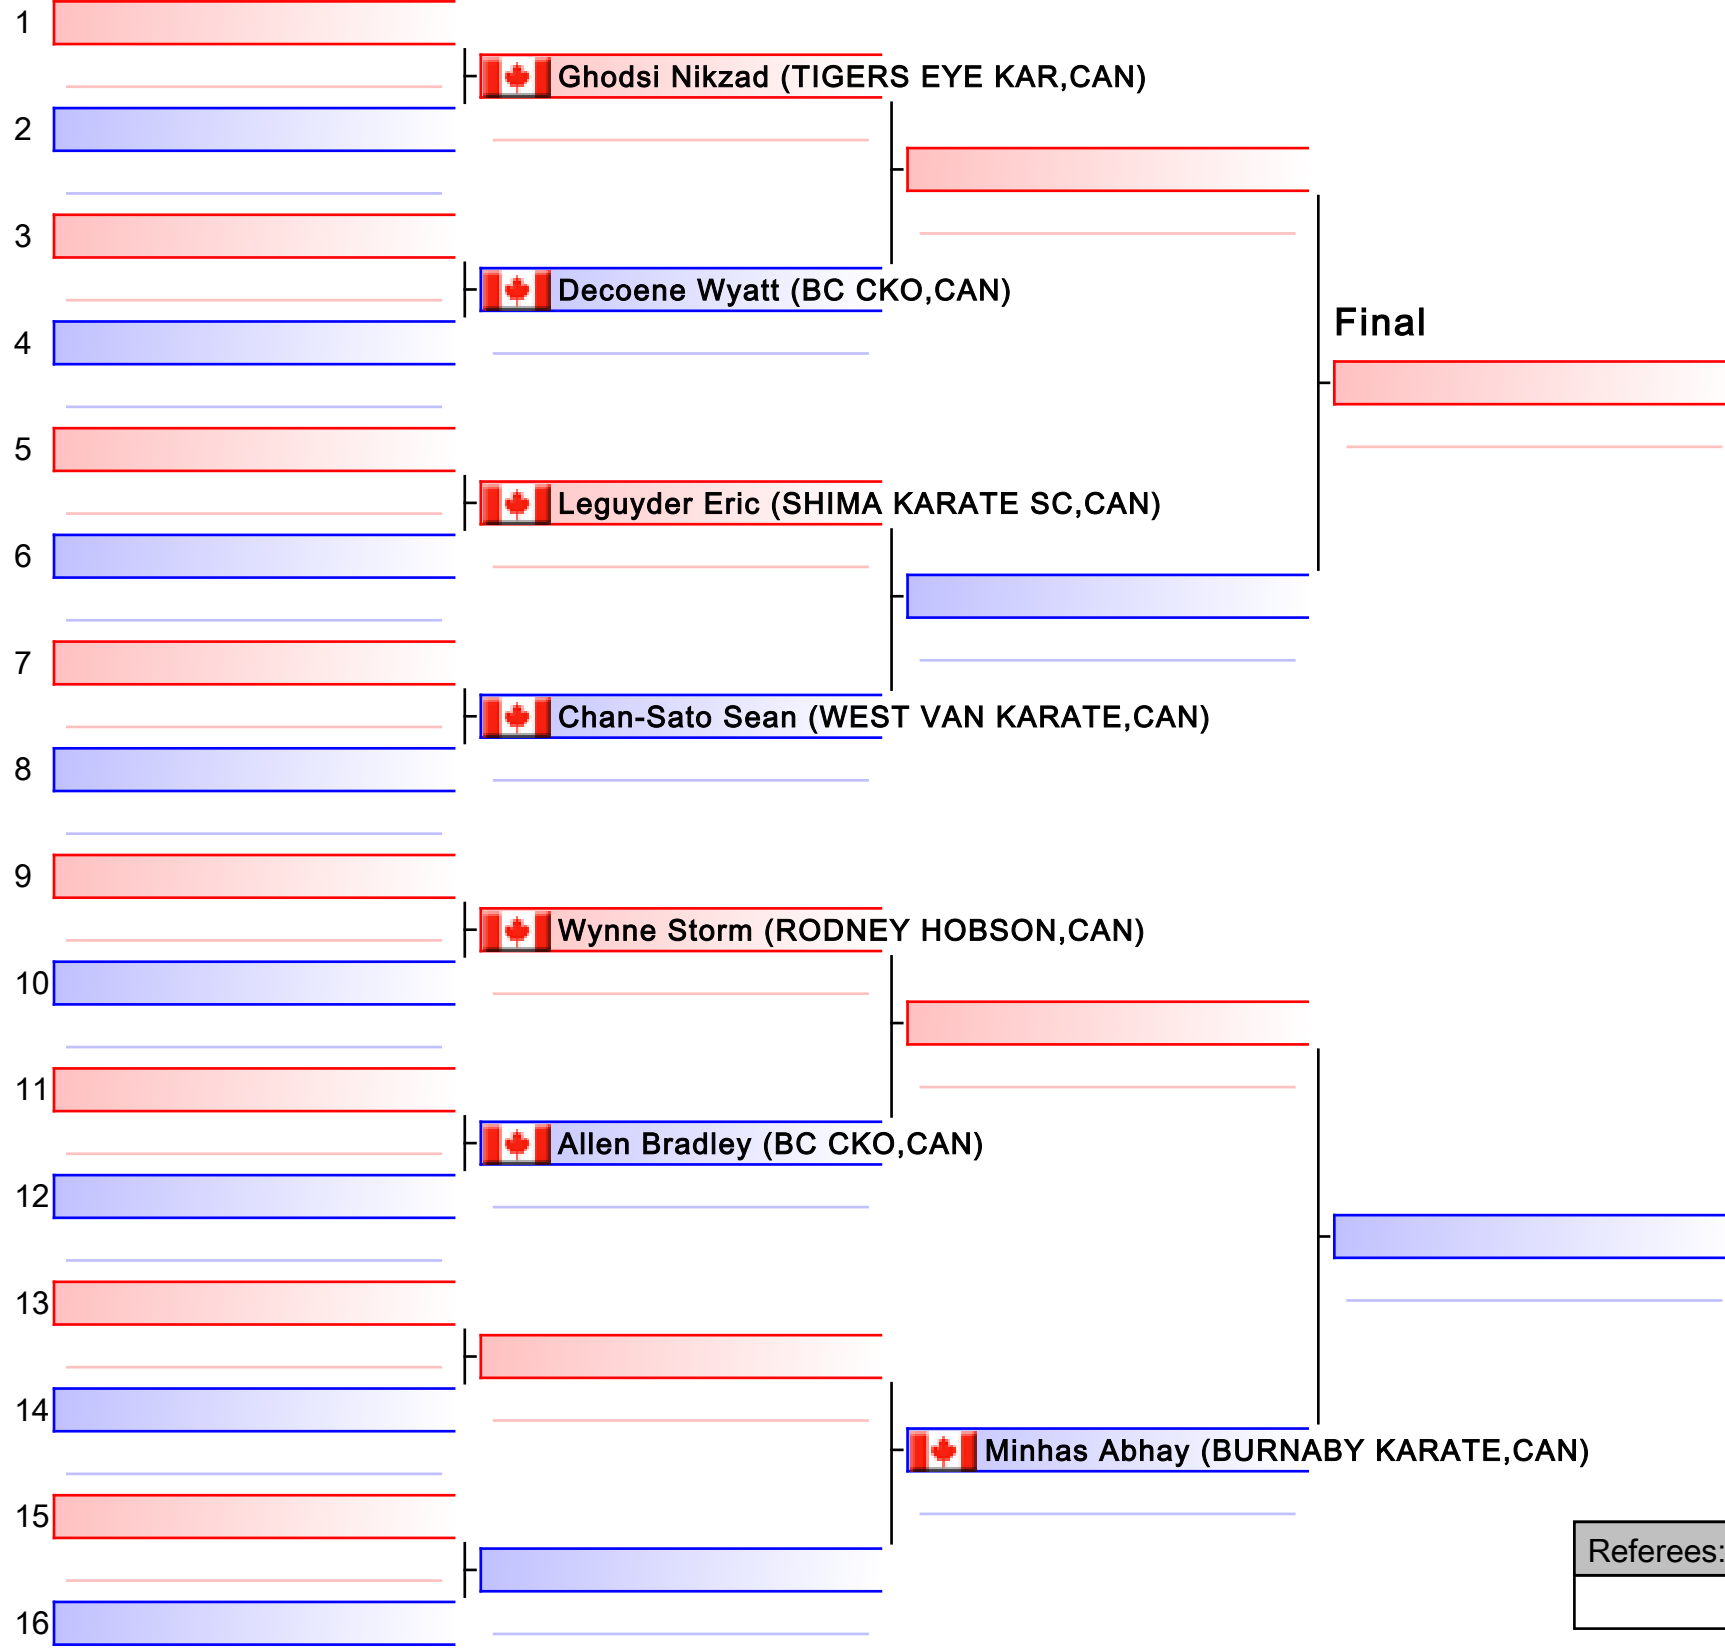 1
Ghodsi Nikzad (TIGERS EYE KAR,CAN)
2
3
Decoene Wyatt (BC CKO,CAN)
Final
4
5
Leguyder Eric (SHIMA KARATE SC,CAN)
6
7
Chan-Sato Sean (WEST VAN KARATE,CAN)
8
9
Wynne Storm (RODNEY HOBSON,CAN)
10
11
Allen Bradley (BC CKO,CAN)
12
13
14
Minhas Abhay (BURNABY KARATE,CAN)
15
Referees:
16